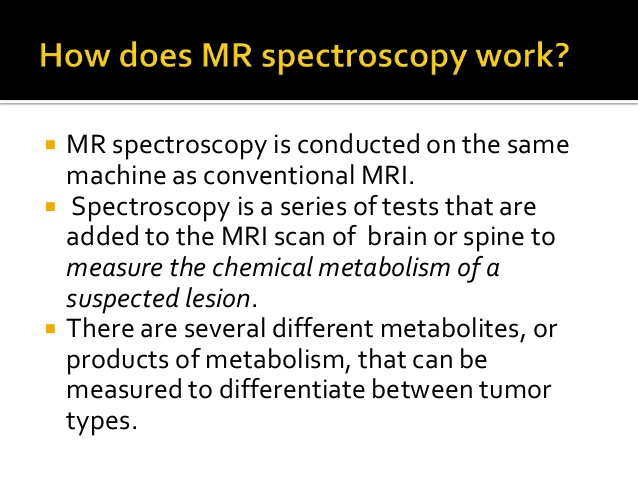 How does MR spectroscopy work?
MR spectroscopy is conducted on the same
machine as conventional MRI.
Spectroscopy is a series of tests that are
added to the MRI scan of brain or spine to
measure the chemical metabolism of a
suspected lesion.
There are several different metabolites, or
products of metabolism, that can be
measured to differentiate between tumor
types.